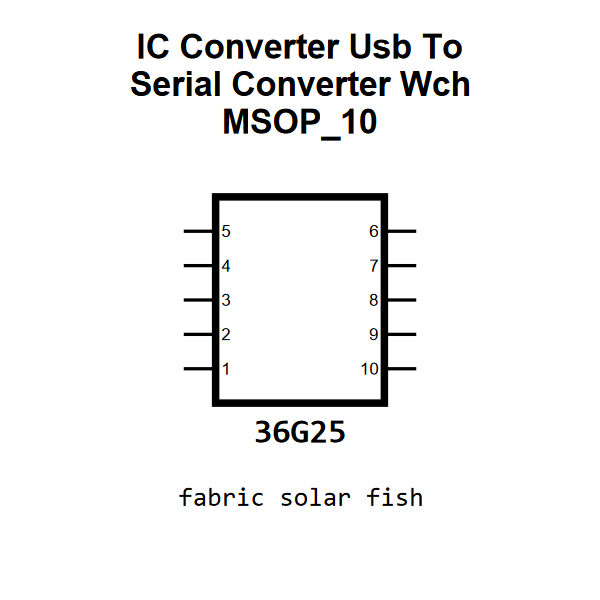 IC Converter Usb To
Serial Converter Wch
MSOP_10
5 6
4 7
3 8
2 9
1 10
36G25
fabric solar fish